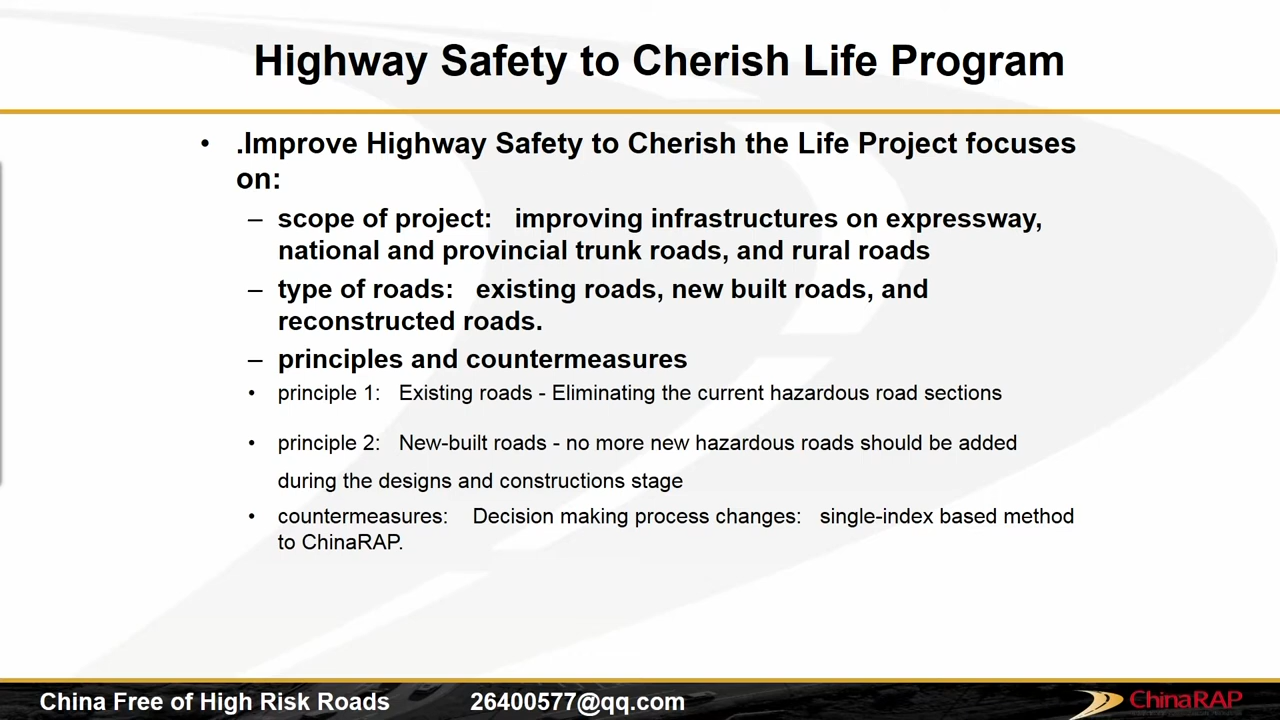 Highway Safety to Cherish Life Program
• .Improve Highway Safety to Cherish the Life Project focuses
on:
– scope of project: improving infrastructures on expressway,
national and provincial trunk roads, and rural roads
– type of roads: existing roads, new built roads, and
reconstructed roads.
– principles and countermeasures
• principle 1: Existing roads - Eliminating the current hazardous road sections
• principle 2: New-built roads - no more new hazardous roads should be added
during the designs and constructions stage
• countermeasures: Decision making process changes: single-index based method
to ChinaRAP.
China Free of High Risk Roads 26400577@qq.com ChinaRAP